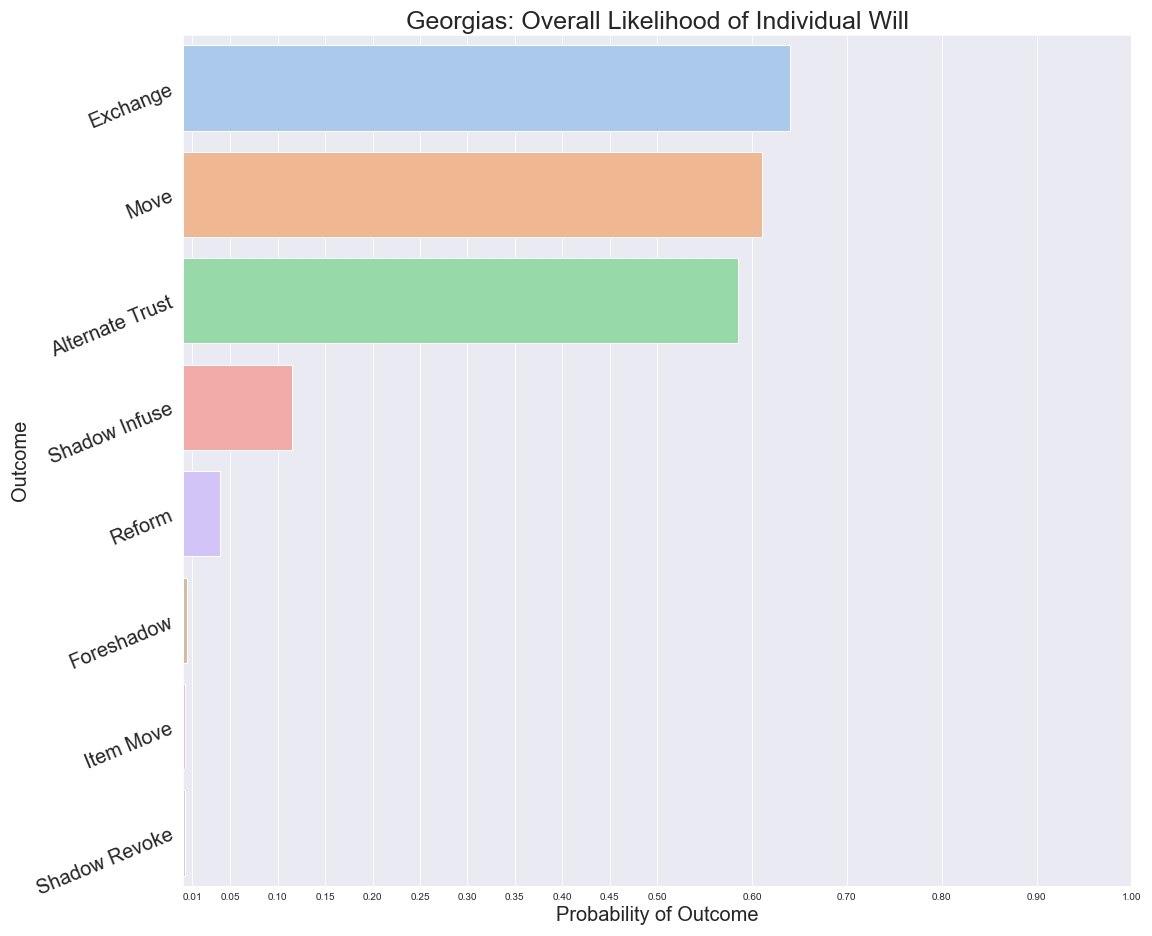 Georgias: Overall Likelihood of Individual Will
Exchange
Move
Alternate Trust
Shadow Infuse
Reform
Foreshadow
Item Move
Shadow Revoke
Outcome
0.01 0.05 0.10 0.15 0.20 0.25 0.30 0.35 0.40 0.45 0.50 0.60 0.70 0.80 0.90 1.00
Probability of Outcome